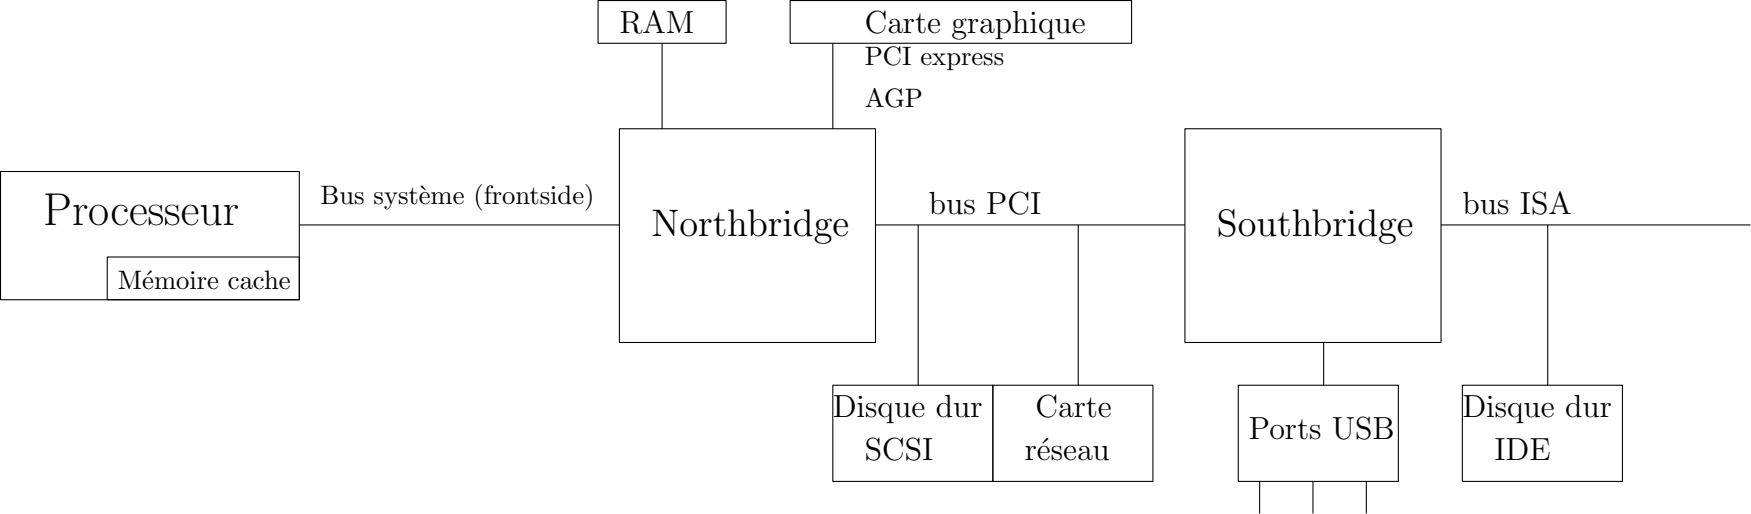 RAM
Carte graphique
PCI express
AGP
Processeur
Mémoire cache
Bus système (frontside)
Northbridge
bus PCI
Southbridge
bus ISA
Disque dur
SCSI
Carte
réseau
Ports USB
Disque dur
IDE